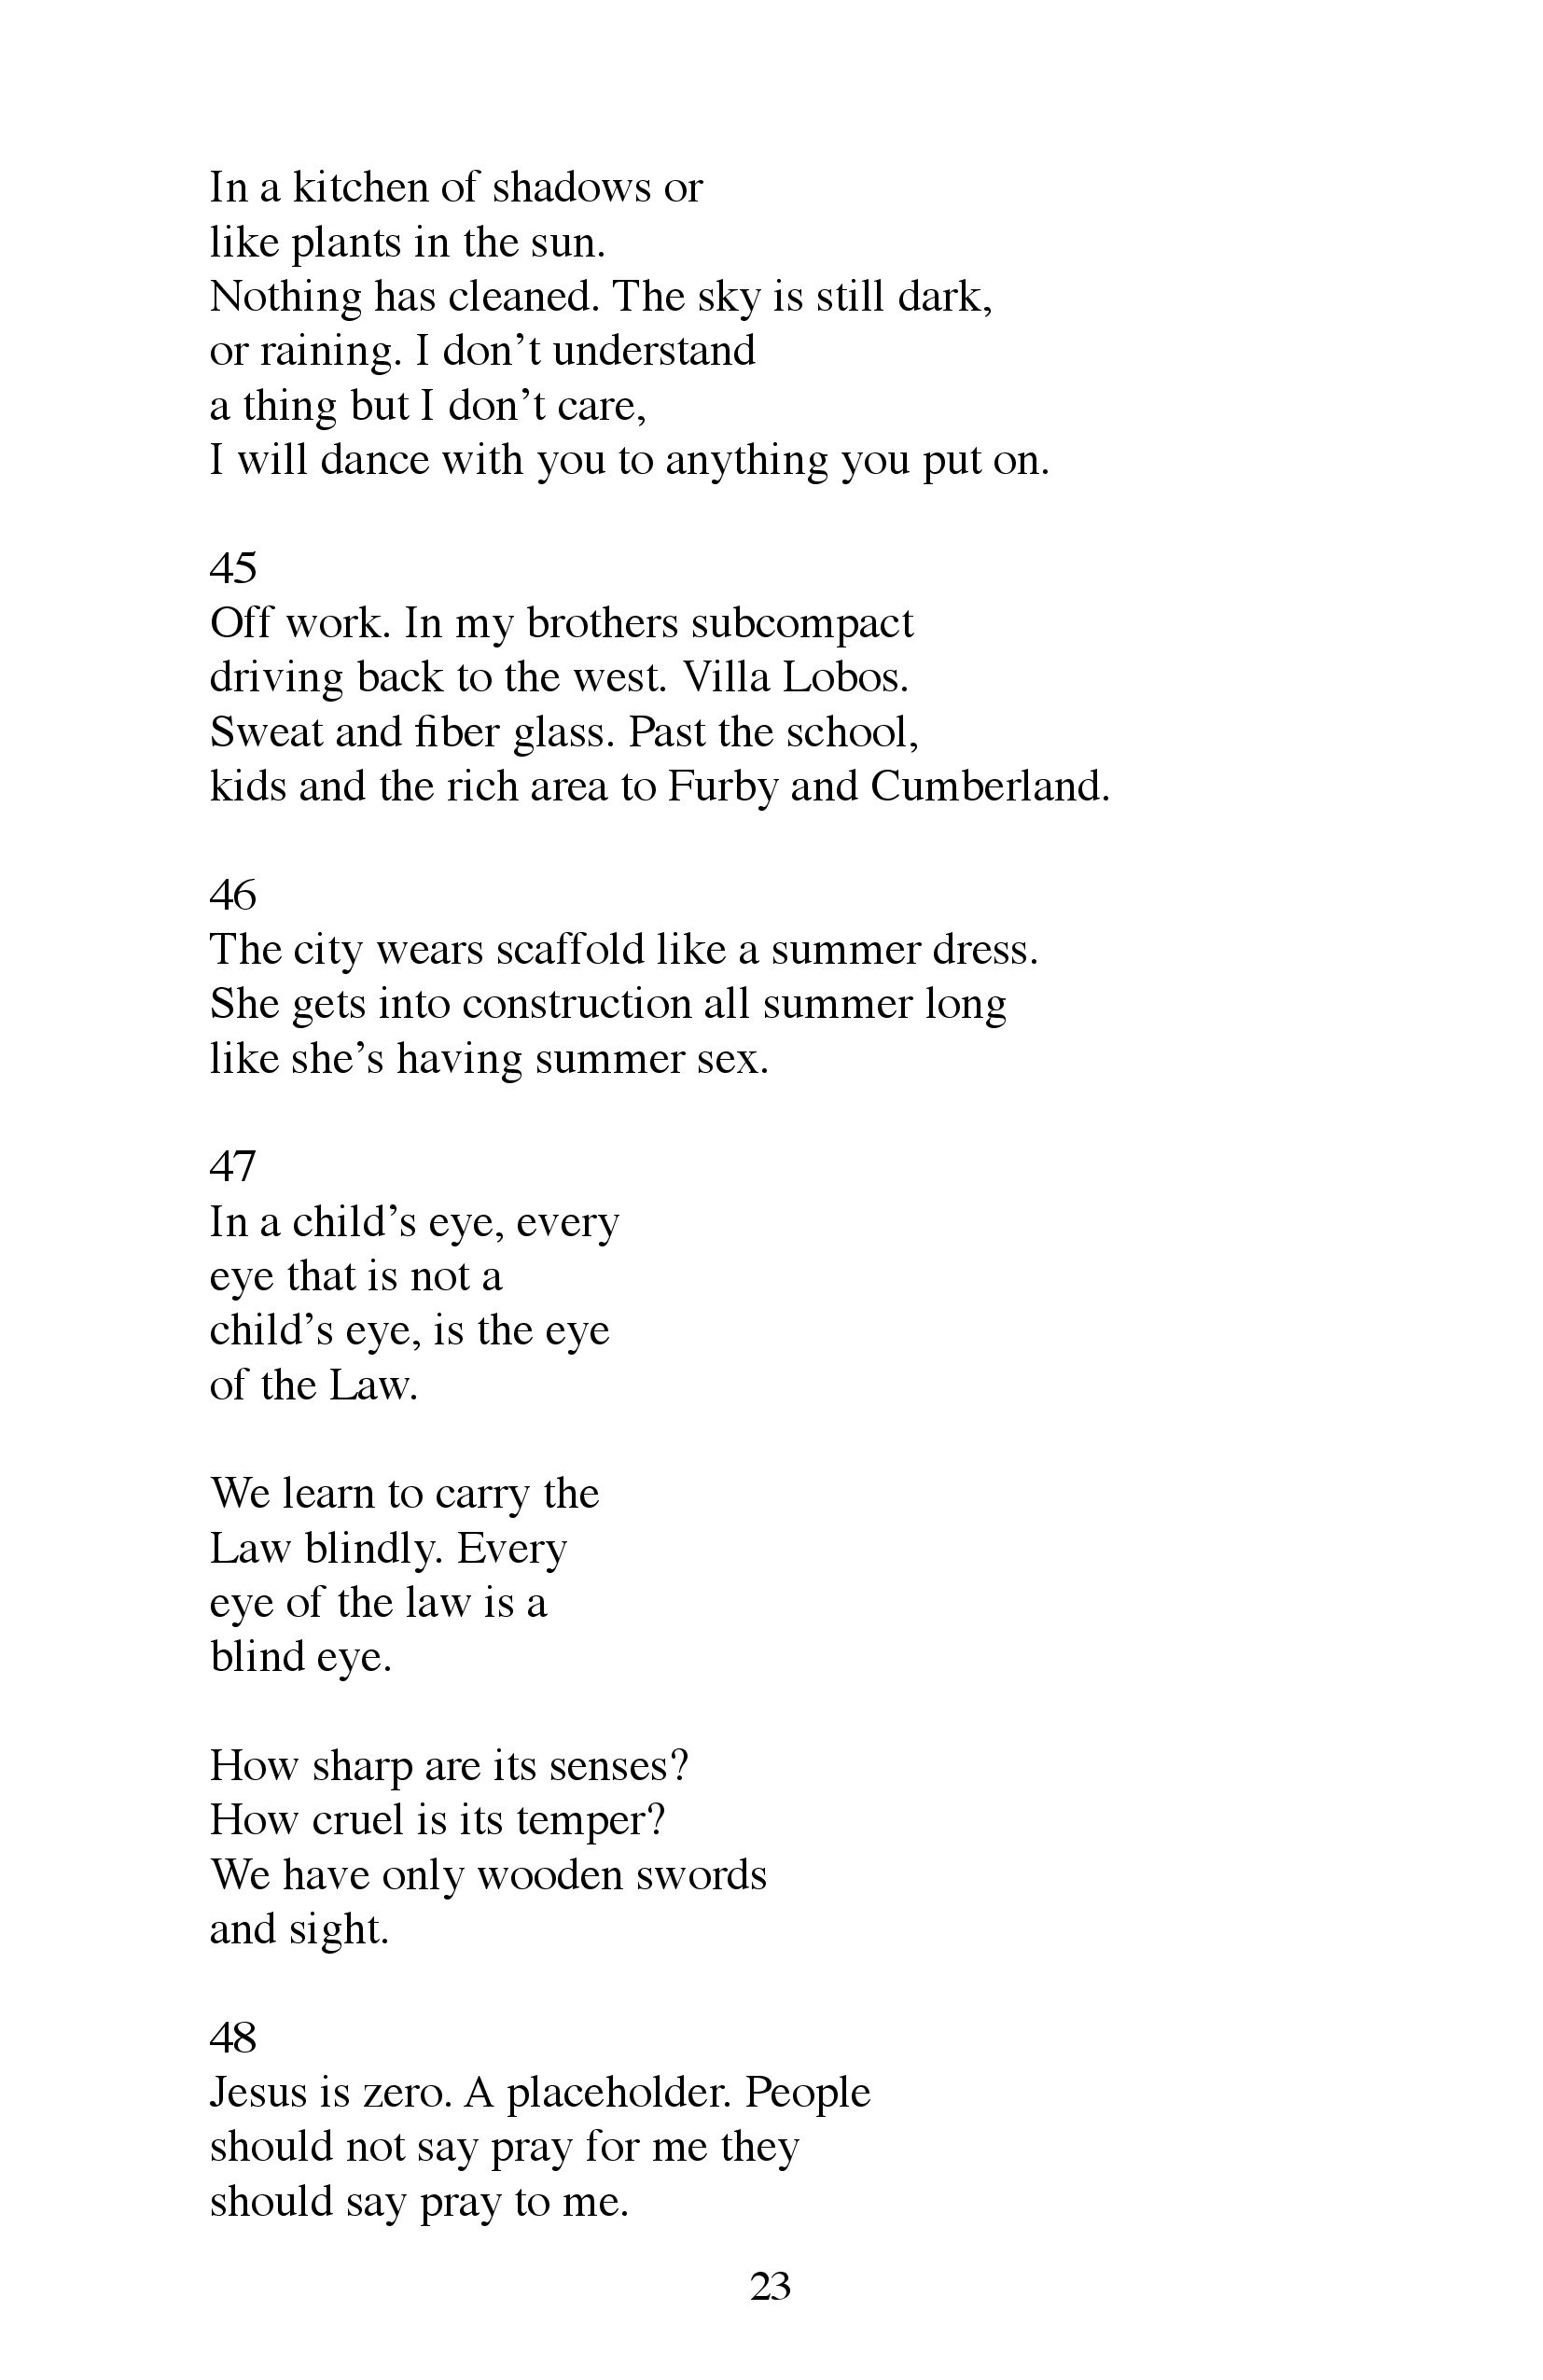 In a kitchen of shadows or
like plants in the sun.
Nothing has cleaned. The sky is still dark,
or raining. I don’t understand
a thing but I don’t care,
I will dance with you to anything you put on.
45
Off work. In my brothers subcompact
driving back to the west. Villa Lobos.
Sweat and fiber glass. Past the school,
kids and the rich area to Furby and Cumberland.
46
The city wears scaffold like a summer dress.
She gets into construction all summer long
like she’s having summer sex.
47
In a child’s eye, every
eye that is not a
child’s eye, is the eye
of the Law.
We learn to carry the
Law blindly. Every
eye of the law is a
blind eye.
How sharp are its senses?
How cruel is its temper?
We have only wooden swords
and sight.
48
Jesus is zero. A placeholder. People
should not say pray for me they
should say pray to me.
23